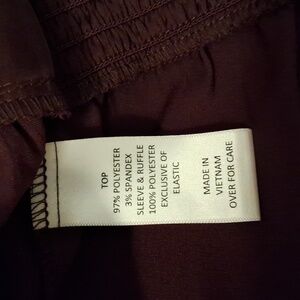 TOP
97% POLYESTER
3% SPANDEX
SLEEVE & RUFFLE
100% POLYESTER
EXCLUSIVE OF
ELASTIC
MADE IN
VIETNAM
OVER FOR CARE